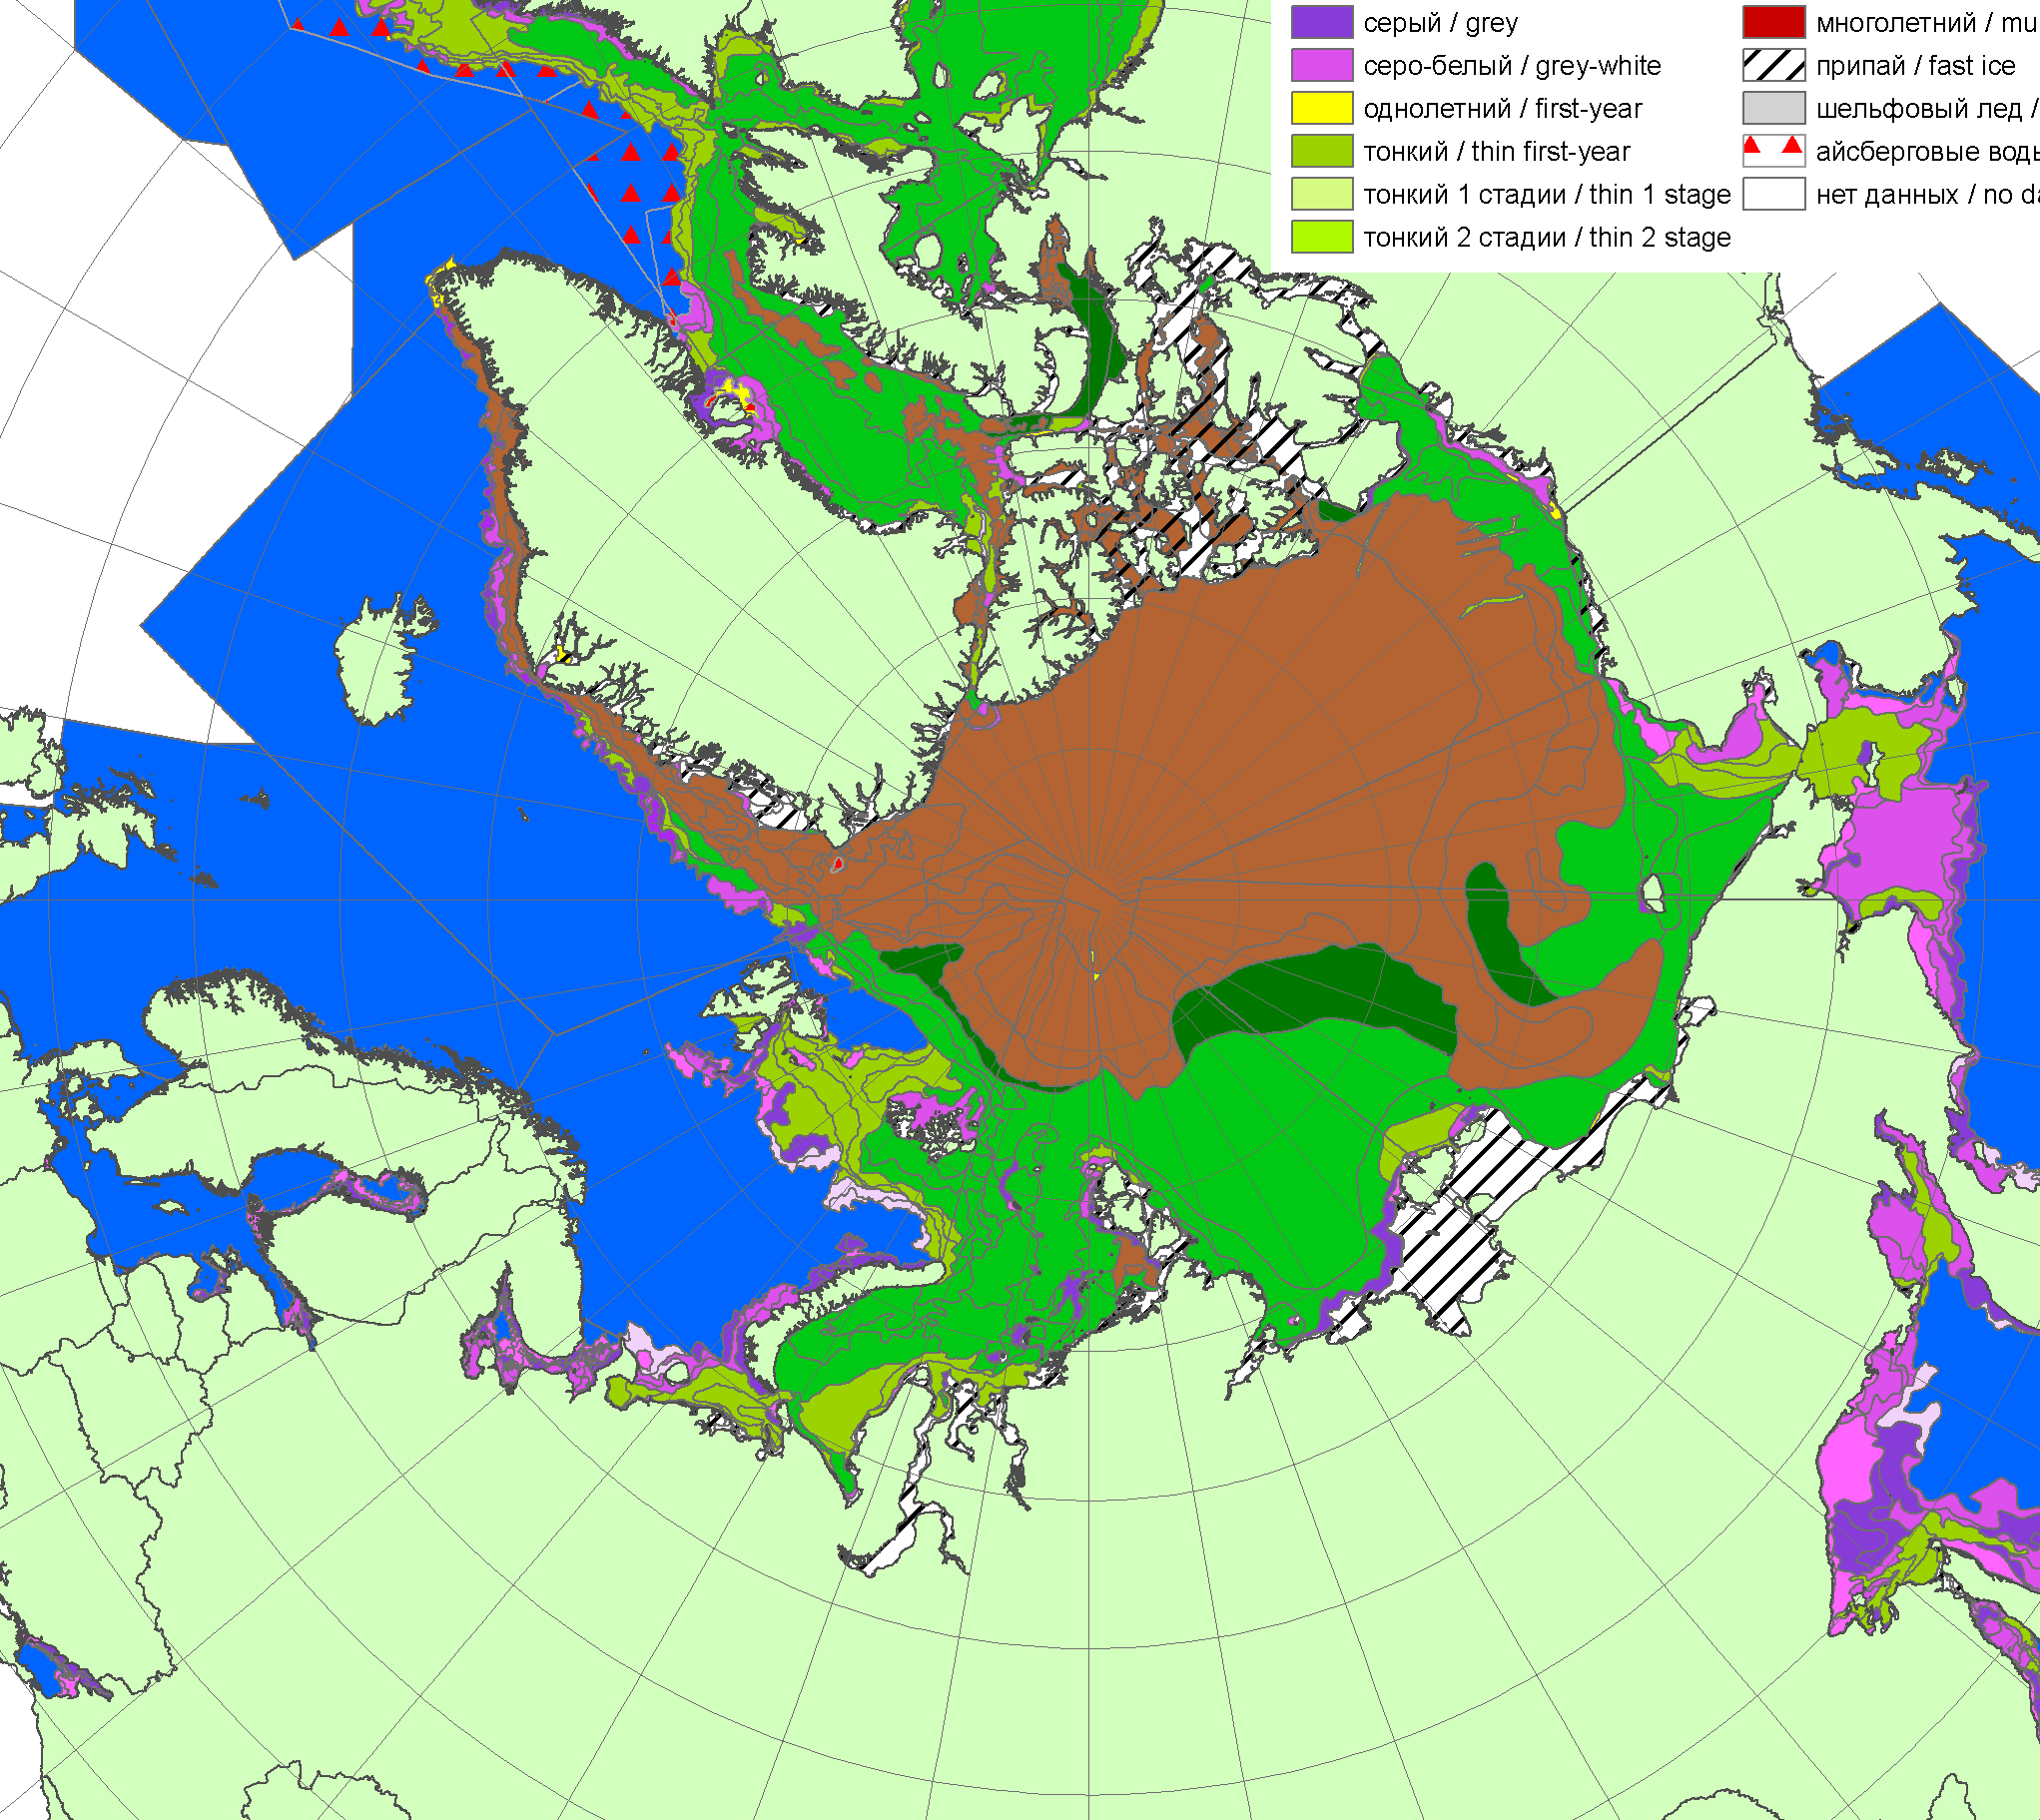 серый / grey
серо-белый / grey-white
однолетний / first-year
тонкий / thin first-year
тонкий 1 стадии / thin 1 stage
тонкий 2 стадии / thin 2 stage
многолетний / mu
припай / fast ice
шельфовый лед /
айсберговые воды
нет данных / no da